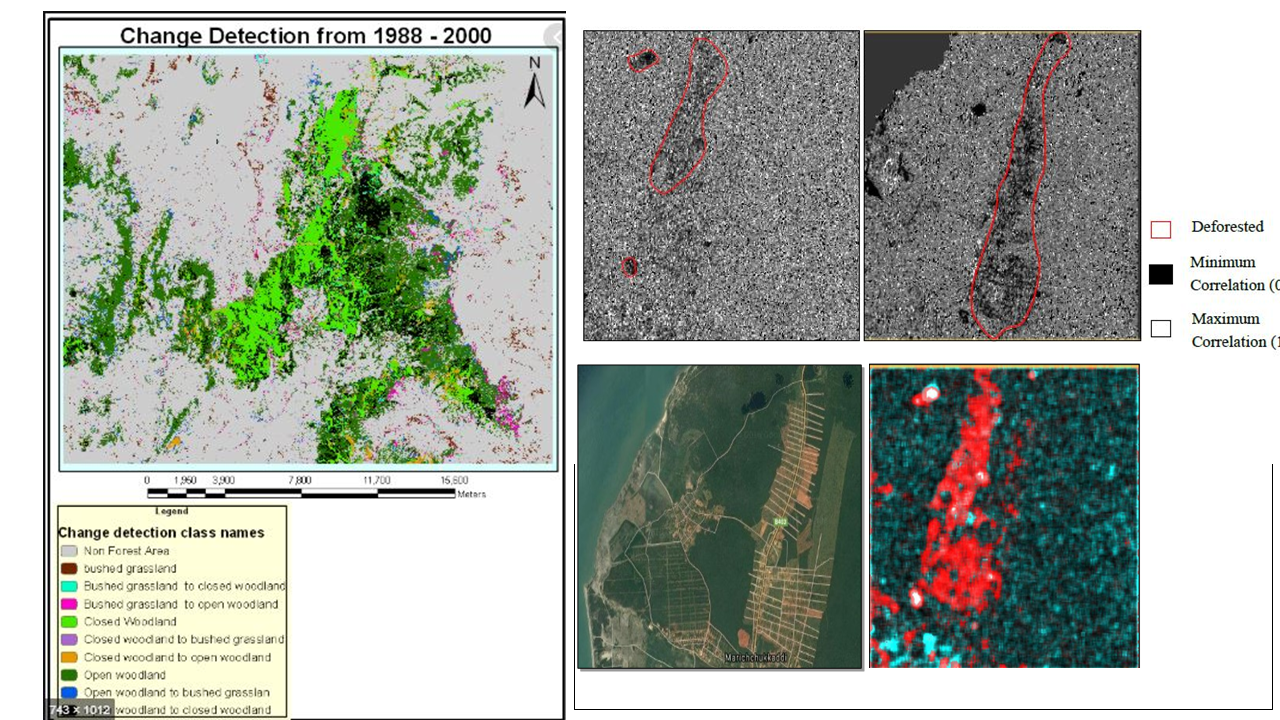 Change Detection from 1988 - 2000
N
0 1,950 3,900 7,800 11,700 15,600
Meters
Legend
Change detection class names
Non Forest Area
bushed grassland
Bushed grassland to closed woodland
Bushed grassland to open woodland
Closed Woodland
Closed woodland to bushed grassland
Closed woodland to open woodland
Open woodland
Open woodland to bushed grasslan
woodland to closed woodland
743 × 1012
Deforested
Minimum
Correlation (0
Maximum
Correlation (1
B403
Marichchukkaddi